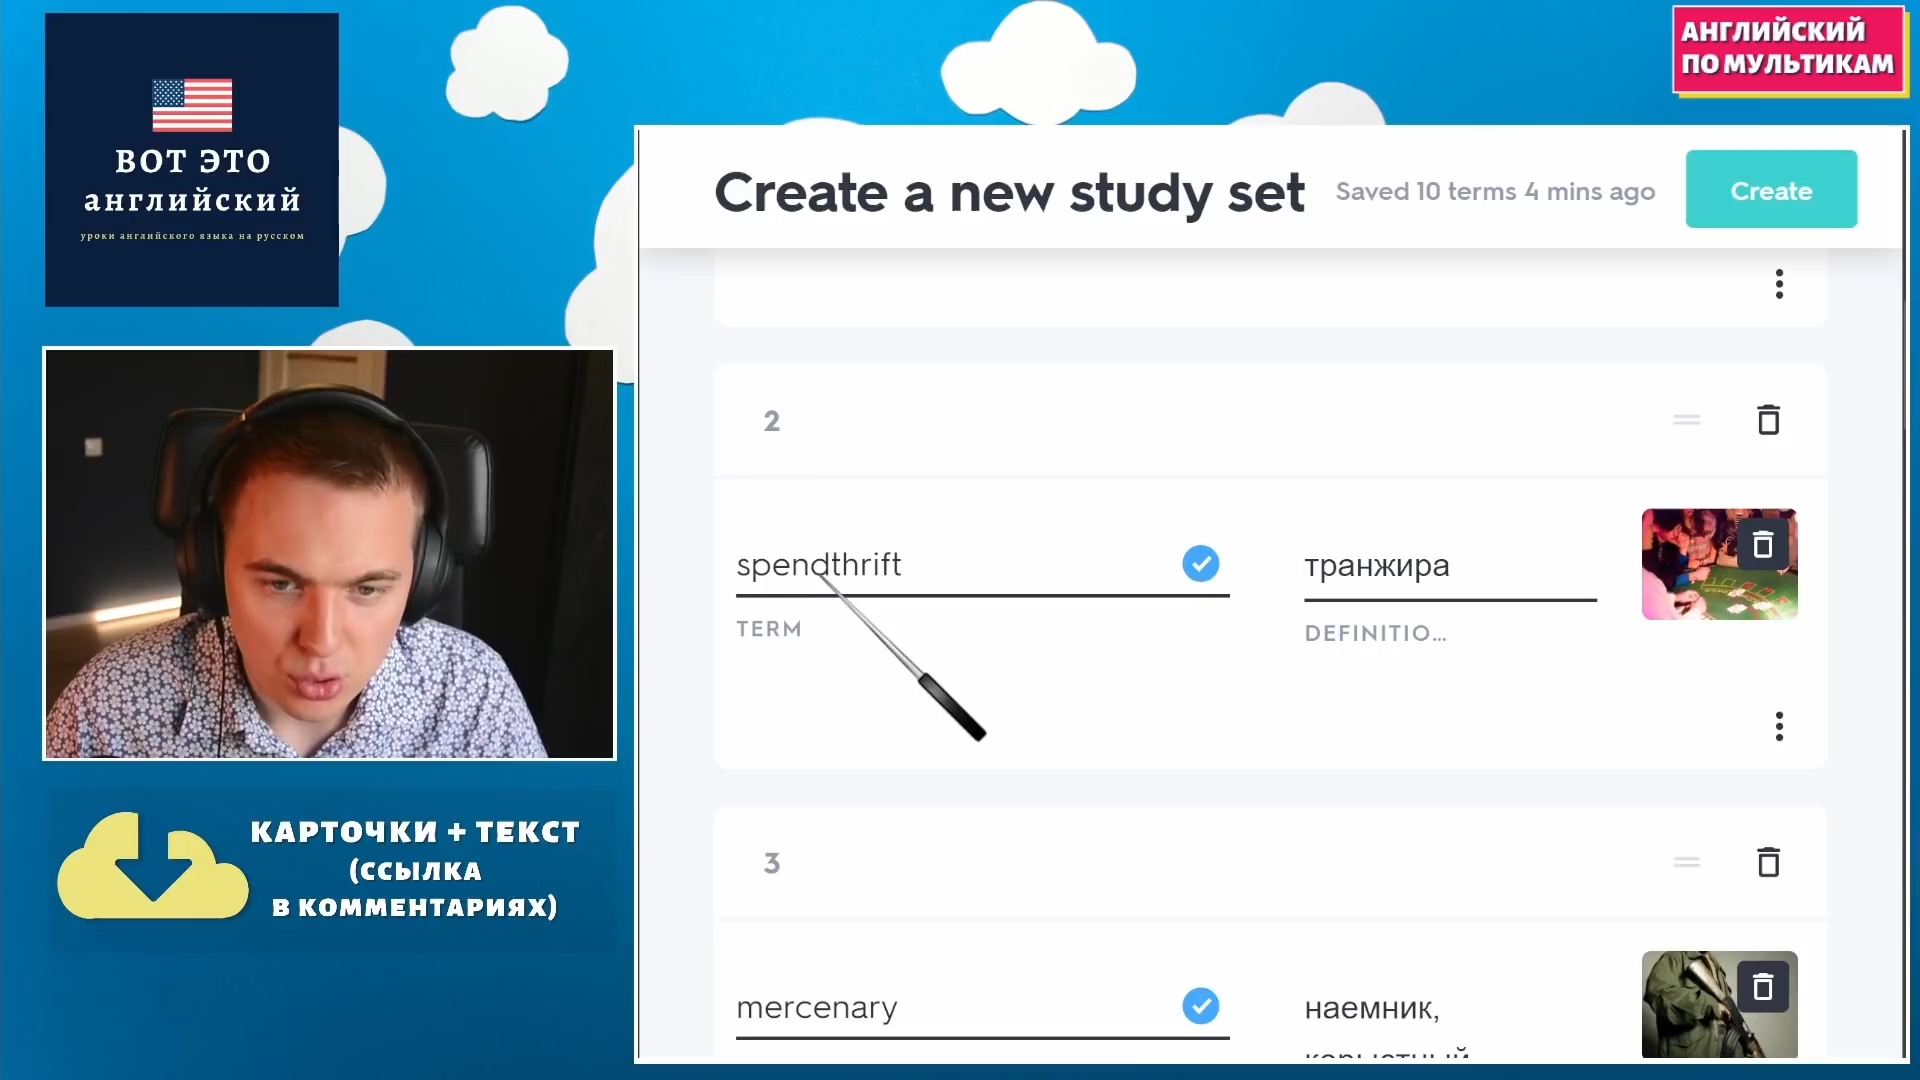 ВОТ ЭТО
английский
уроки английского языка на русском
АНГЛИЙСКИЙ
ПО МУЛЬТИКАМ
Create a new study set
Saved 10 terms 4 mins ago
Create
2
spendthrift
транжира
TERM
DEFINITIO...
3
mercenary
наемник,
корыстный
КАРТОЧКИ + ТЕКСТ
(ССЫЛКА
В КОММЕНТАРИЯХ)